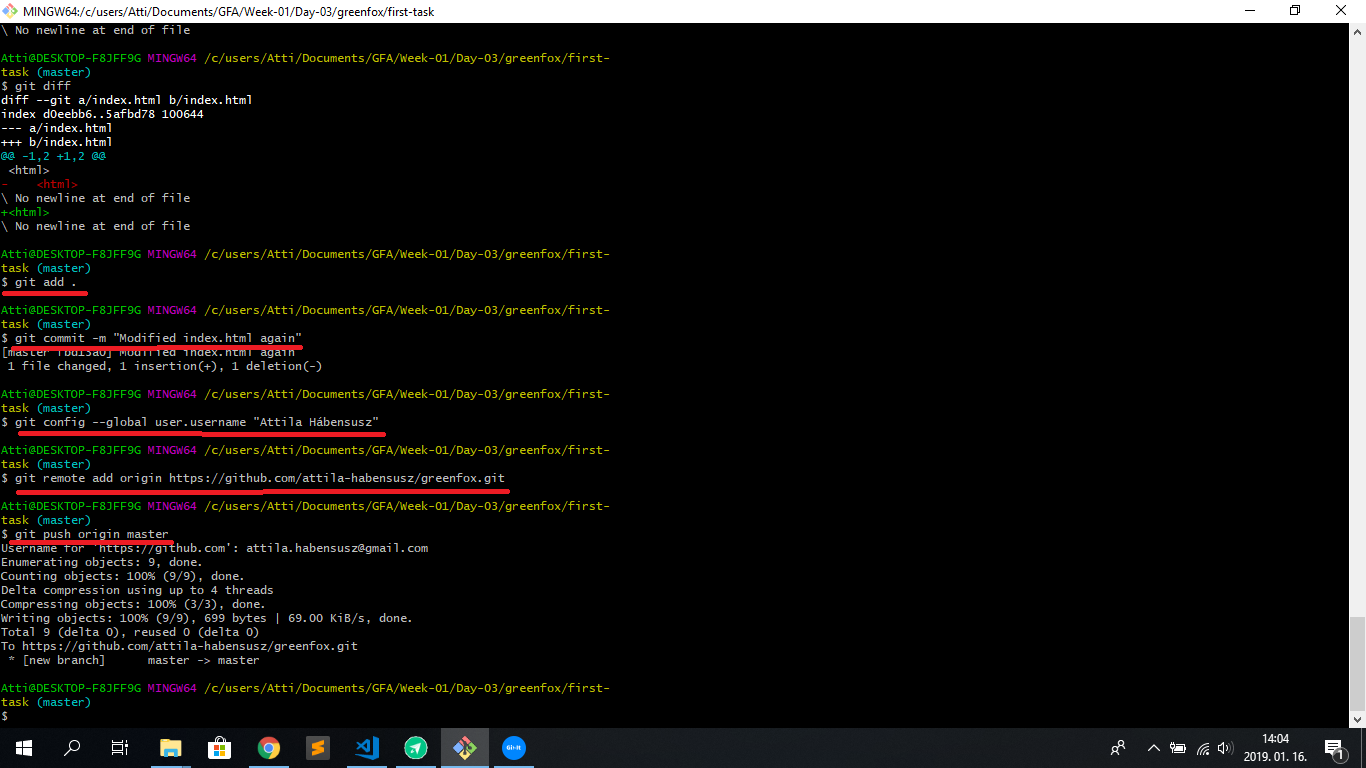 MINGW64:/c/users/Atti/Documents/GFA/Week-01/Day-03/greenfox/first-task
\ No newline at end of file
Atti@DESKTOP-F8JFF9G MINGW64 /c/users/Atti/Documents/GFA/Week-01/Day-03/greenfox/first-
task (master)
$ git diff
diff --git a/index.html b/index.html
index d0eebb6..5afbd78 100644
--- a/index.html
+++ b/index.html
@@ -1,2 +1,2 @@
 <html>
-    <html>
\ No newline at end of file
+<html>
\ No newline at end of file
Atti@DESKTOP-F8JFF9G MINGW64 /c/users/Atti/Documents/GFA/Week-01/Day-03/greenfox/first-
task (master)
$ git add .
Atti@DESKTOP-F8JFF9G MINGW64 /c/users/Atti/Documents/GFA/Week-01/Day-03/greenfox/first-
task (master)
$ git commit -m "Modified index.html again"
[master fbd13a0] Modified index.html again
 1 file changed, 1 insertion(+), 1 deletion(-)
Atti@DESKTOP-F8JFF9G MINGW64 /c/users/Atti/Documents/GFA/Week-01/Day-03/greenfox/first-
task (master)
$ git config --global user.username "Attila Hábensusz"
Atti@DESKTOP-F8JFF9G MINGW64 /c/users/Atti/Documents/GFA/Week-01/Day-03/greenfox/first-
task (master)
$ git remote add origin https://github.com/attila-habensusz/greenfox.git
Atti@DESKTOP-F8JFF9G MINGW64 /c/users/Atti/Documents/GFA/Week-01/Day-03/greenfox/first-
task (master)
$ git push origin master
Username for 'https://github.com': attila.habensusz@gmail.com
Enumerating objects: 9, done.
Counting objects: 100% (9/9), done.
Delta compression using up to 4 threads
Compressing objects: 100% (3/3), done.
Writing objects: 100% (9/9), 699 bytes | 69.00 KiB/s, done.
Total 9 (delta 0), reused 0 (delta 0)
To https://github.com/attila-habensusz/greenfox.git
 * [new branch]      master -> master
Atti@DESKTOP-F8JFF9G MINGW64 /c/users/Atti/Documents/GFA/Week-01/Day-03/greenfox/first-
task (master)
$
Git-It
14:04
2019. 01. 16.
1